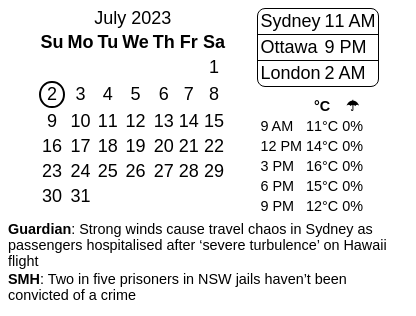 July 2023
Su Mo Tu We Th Fr Sa
1
2 3 4 5 6 7 8
9 10 11 12 13 14 15
16 17 18 19 20 21 22
23 24 25 26 27 28 29
30 31
Sydney 11 AM
Ottawa 9 PM
London 2 AM
°C ☂
9 AM 11°C 0%
12 PM 14°C 0%
3 PM 16°C 0%
6 PM 15°C 0%
9 PM 12°C 0%
Guardian: Strong winds cause travel chaos in Sydney as
passengers hospitalised after ‘severe turbulence’ on Hawaii
flight
SMH: Two in five prisoners in NSW jails haven’t been
convicted of a crime